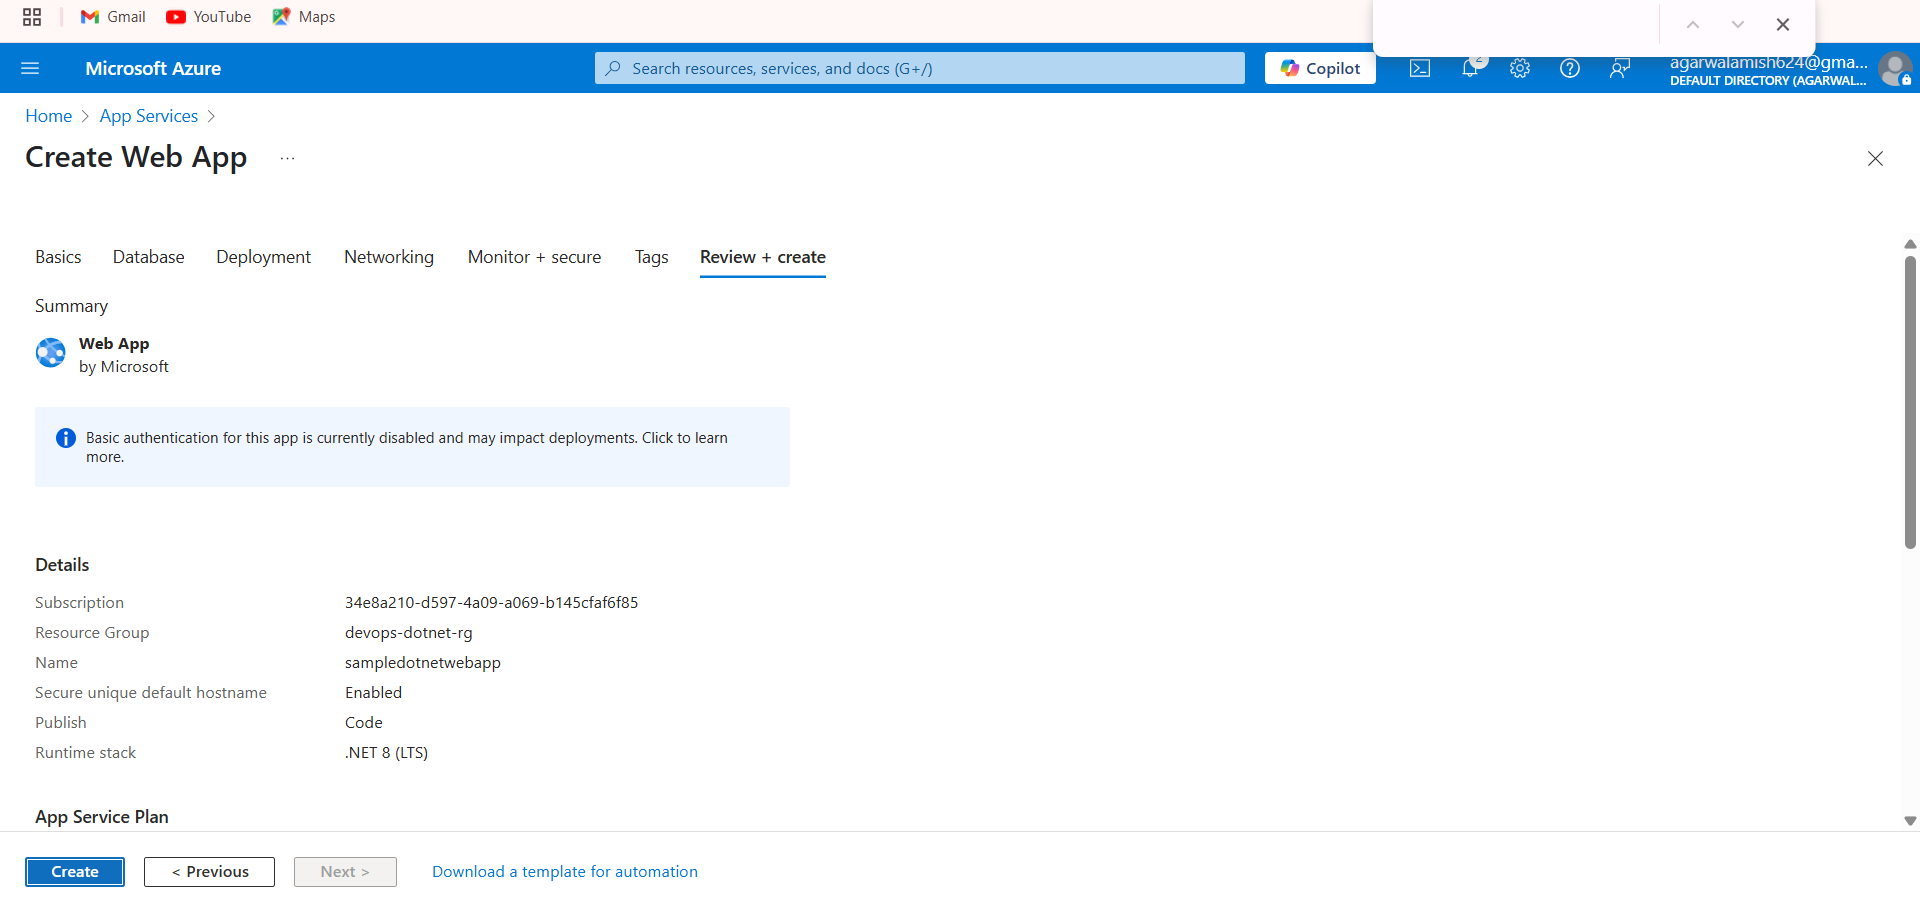 Gmail YouTube Maps
Microsoft Azure
Search resources, services, and docs (G+/)
Copilot
2
agarwalamish624@gma...
DEFAULT DIRECTORY (AGARWAL...
Home > App Services >
Create Web App ...
Basics Database Deployment Networking Monitor + secure Tags Review + create
Summary
Web App
by Microsoft
Basic authentication for this app is currently disabled and may impact deployments. Click to learn
more.
Details
Subscription 34e8a210-d597-4a09-a069-b145cfaf6f85
Resource Group devops-dotnet-rg
Name sampledotnetwebapp
Secure unique default hostname Enabled
Publish Code
Runtime stack .NET 8 (LTS)
App Service Plan
Create < Previous Next > Download a template for automation